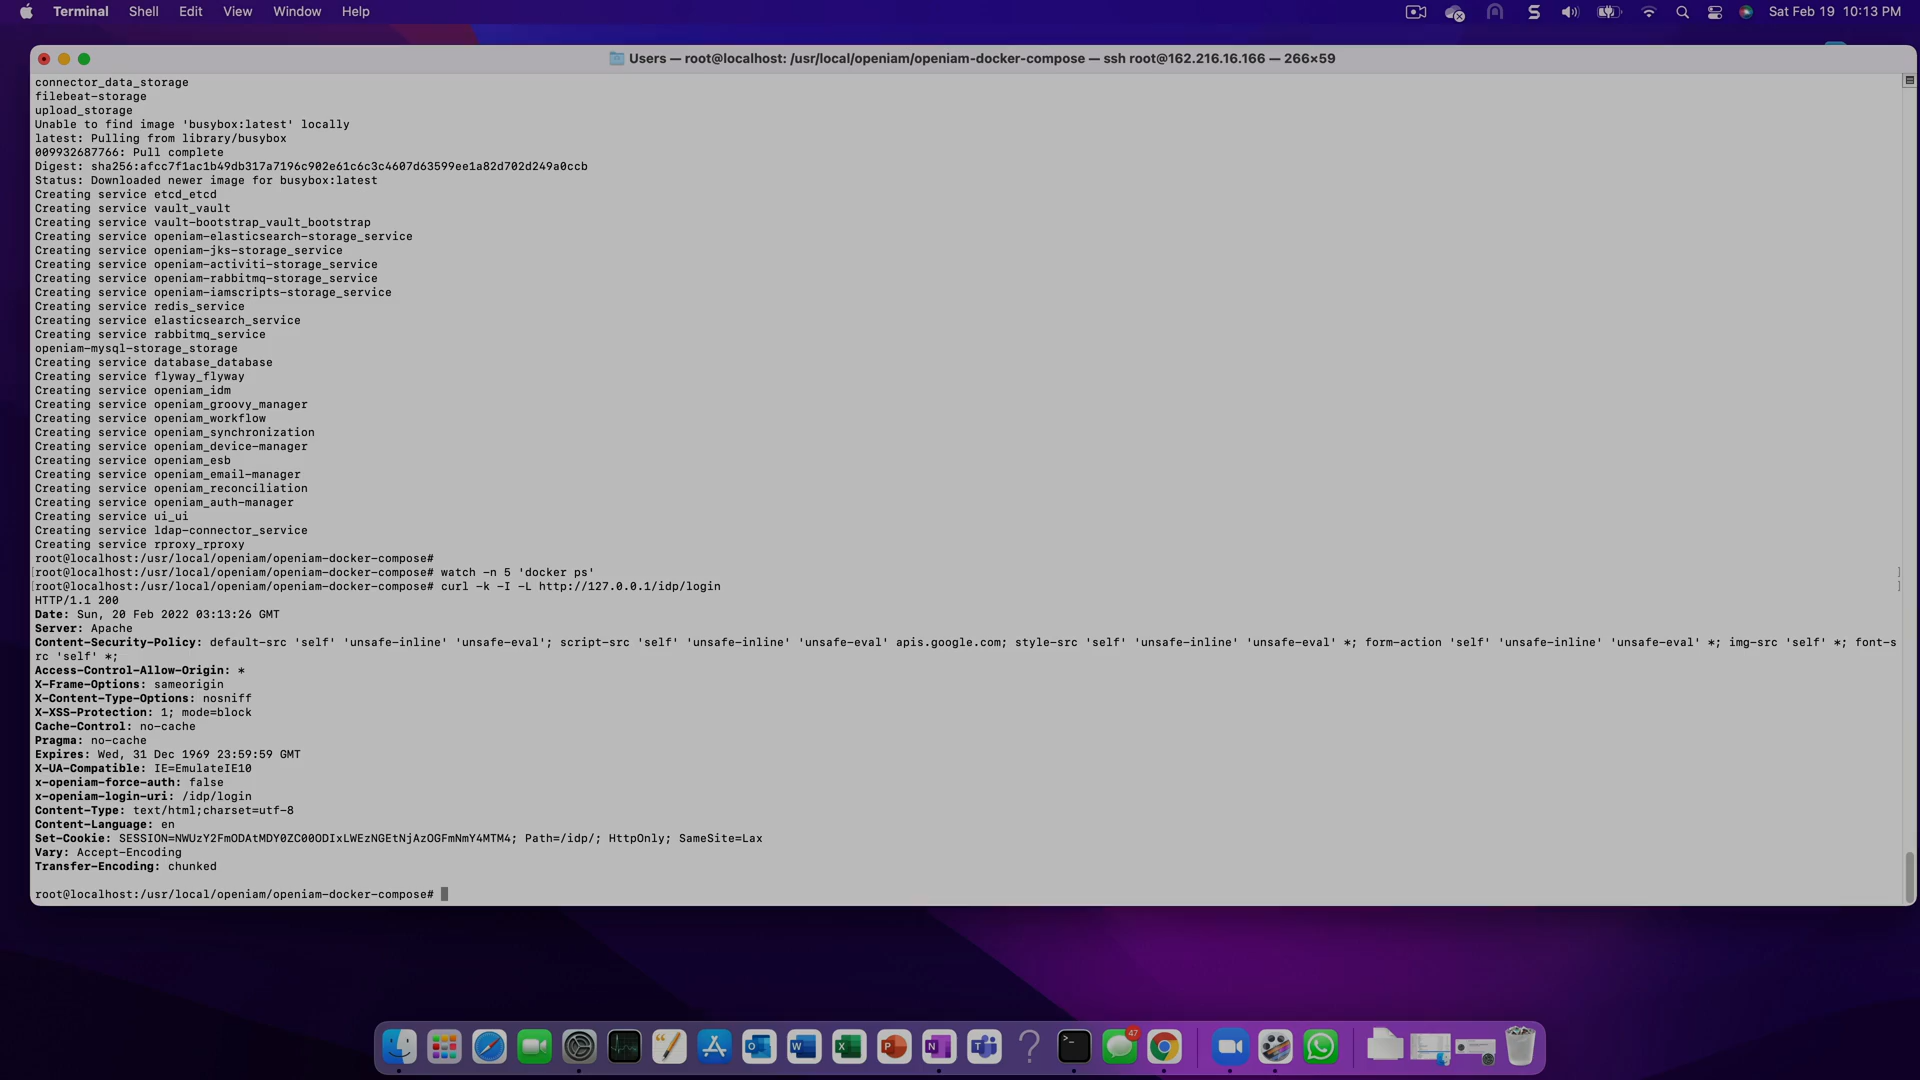 Terminal Shell Edit View Window Help Sat Feb 19 10:13 PM
Users — root@localhost: /usr/local/openiam/openiam-docker-compose — ssh root@162.216.16.166 — 266×59
connector_data_storage
filebeat-storage
upload_storage
Unable to find image 'busybox:latest' locally
latest: Pulling from library/busybox
009932687766: Pull complete
Digest: sha256:afcc7f1ac1b49db317a7196c902e61c6c3c4607d63599ee1a82d702d249a0ccb
Status: Downloaded newer image for busybox:latest
Creating service etcd_etcd
Creating service vault_vault
Creating service vault-bootstrap_vault_bootstrap
Creating service openiam-elasticsearch-storage_service
Creating service openiam-jks-storage_service
Creating service openiam-activiti-storage_service
Creating service openiam-rabbitmq-storage_service
Creating service openiam-iamscripts-storage_service
Creating service redis_service
Creating service elasticsearch_service
Creating service rabbitmq_service
openiam-mysql-storage_storage
Creating service database_database
Creating service flyway_flyway
Creating service openiam_idm
Creating service openiam_groovy_manager
Creating service openiam_workflow
Creating service openiam_synchronization
Creating service openiam_device-manager
Creating service openiam_esb
Creating service openiam_email-manager
Creating service openiam_reconciliation
Creating service openiam_auth-manager
Creating service ui_ui
Creating service ldap-connector_service
Creating service rproxy_rproxy
root@localhost:/usr/local/openiam/openiam-docker-compose#
[root@localhost:/usr/local/openiam/openiam-docker-compose# watch -n 5 'docker ps' ]
[root@localhost:/usr/local/openiam/openiam-docker-compose# curl -k -I -L http://127.0.0.1/idp/login ]
HTTP/1.1 200
Date: Sun, 20 Feb 2022 03:13:26 GMT
Server: Apache
Content-Security-Policy: default-src 'self' 'unsafe-inline' 'unsafe-eval'; script-src 'self' 'unsafe-inline' 'unsafe-eval' apis.google.com; style-src 'self' 'unsafe-inline' 'unsafe-eval' *; form-action 'self' 'unsafe-inline' 'unsafe-eval' *; img-src 'self' *; font-s
rc 'self' *;
Access-Control-Allow-Origin: *
X-Frame-Options: sameorigin
X-Content-Type-Options: nosniff
X-XSS-Protection: 1; mode=block
Cache-Control: no-cache
Pragma: no-cache
Expires: Wed, 31 Dec 1969 23:59:59 GMT
X-UA-Compatible: IE=EmulateIE10
x-openiam-force-auth: false
x-openiam-login-uri: /idp/login
Content-Type: text/html;charset=utf-8
Content-Language: en
Set-Cookie: SESSION=NWUzY2FmODAtMDY0ZC00ODIxLWEzNGEtNjAzOGFmNmY4MTM4; Path=/idp/; HttpOnly; SameSite=Lax
Vary: Accept-Encoding
Transfer-Encoding: chunked
root@localhost:/usr/local/openiam/openiam-docker-compose#
47